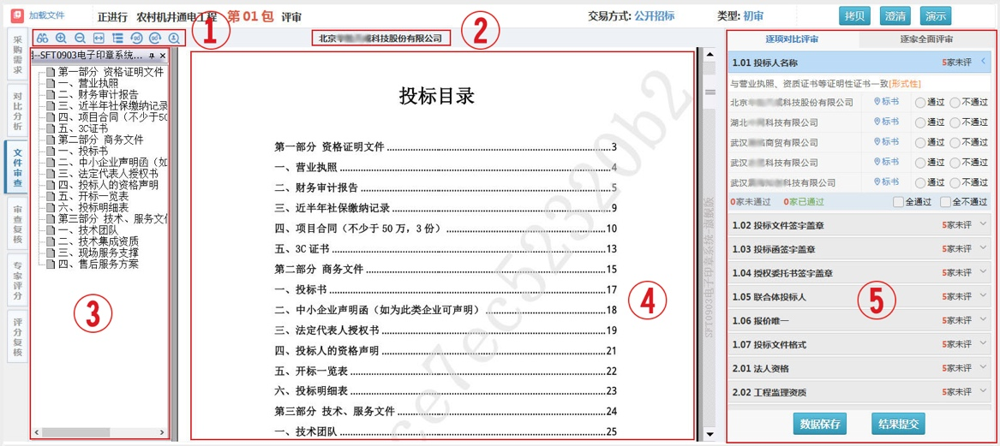 加载文件
正进行 农村机井通电工程 第 01 包 评审
交易方式: 公开招标
类型: 初审
拷贝
澄清
演示
1
北京 科技股份有限公司
2
采购需求
对比分析
文件审查
审查复核
专家评分
评分复核
--SFT0903电子印章系统...
第一部分 资格证明文件
一、营业执照
二、财务审计报告
三、近半年社保缴纳记录
四、项目合同（不少于50
五、3C证书
第二部分 商务文件
一、投标书
二、中小企业声明函（如
三、法定代表人授权书
四、投标人的资格声明
五、开标一览表
六、投标明细表
第三部分 技术、服务文
一、技术团队
二、技术集成资质
三、现场服务支撑
四、售后服务方案
3
投标目录
第一部分 资格证明文件 3
一、营业执照 4
二、财务审计报告 5
三、近半年社保缴纳记录 9
四、项目合同（不少于 50 万，3 份） 10
五、3C 证书 13
第二部分 商务文件 15
一、投标书 17
二、中小企业声明函（如为此类企业可声明） 18
三、法定代表人授权书 19
四、投标人的资格声明 21
五、开标一览表 22
六、投标明细表 23
第三部分 技术、服务文件 24
一、技术团队 25
ce7ec52320b2
4
SFT0903电子印章系统-旗舰版
逐项对比评审
逐家全面评审
1.01 投标人名称 5家未评
与营业执照、资质证书等证明性证书一致[形式性]
北京 科技股份有限公司 标书 通过 不通过
湖北 科技有限公司 标书 通过 不通过
武汉 商贸有限公司 标书 通过 不通过
武汉 科技有限公司 标书 通过 不通过
武汉 科技有限公司 标书 通过 不通过
0家未通过 0家已通过 全通过 全不通过
1.02 投标文件签字盖章 5家未评
1.03 投标函签字盖章 5家未评
1.04 授权委托书签字盖章 5家未评
1.05 联合体投标人 5家未评
1.06 报价唯一 5家未评
1.07 投标文件格式 5家未评
2.01 法人资格 5家未评
2.02 工程监理资质 5家未评
5
数据保存
结果提交